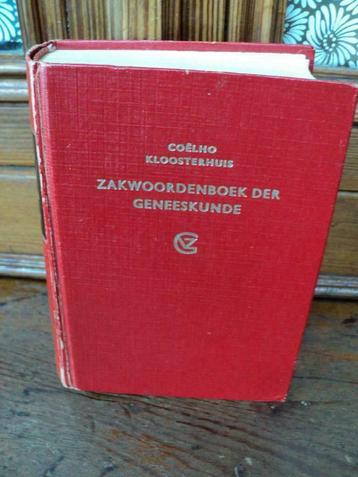 COËLHO
KLOOSTERHUIS
ZAKWOORDENBOEK DER
GENEESKUNDE